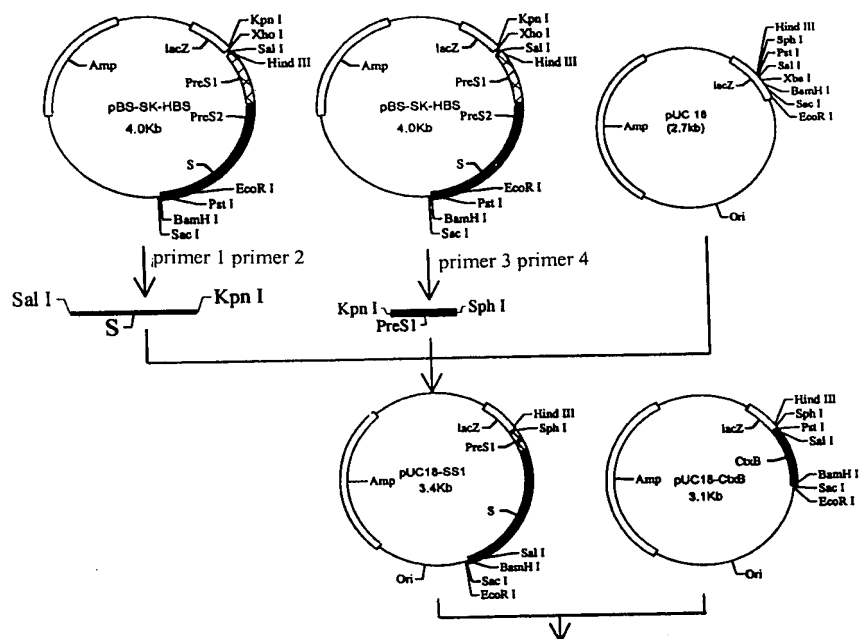 Kpn I
Xho I
Sal I
Hind III
lacZ
Amp
PreS1
pBS-SK-HBS
4.0Kb
PreS2
S
EcoR I
Pst I
BamH I
Sac I
Kpn I
Xho I
Sal I
Hind III
lacZ
Amp
PreS1
pBS-SK-HBS
4.0Kb
PreS2
S
EcoR I
Pst I
BamH I
Sac I
Hind III
Sph I
Pst I
Sal I
Xba I
BamH I
Sac I
EcoR I
lacZ
Amp
pUC 18
(2.7kb)
Ori
primer 1 primer 2
Sal I
Kpn I
S
primer 3 primer 4
Kpn I
Sph I
PreS1
Hind III
Sph I
lacZ
PreS1
Amp
pUC18-SS1
3.4Kb
S
Sal I
BamH I
Sac I
EcoR I
Ori
Hind III
Sph I
Pst I
Sal I
lacZ
CtxB
Amp
pUC18-CtxB
3.1Kb
BamH I
Sac I
EcoR I
Ori